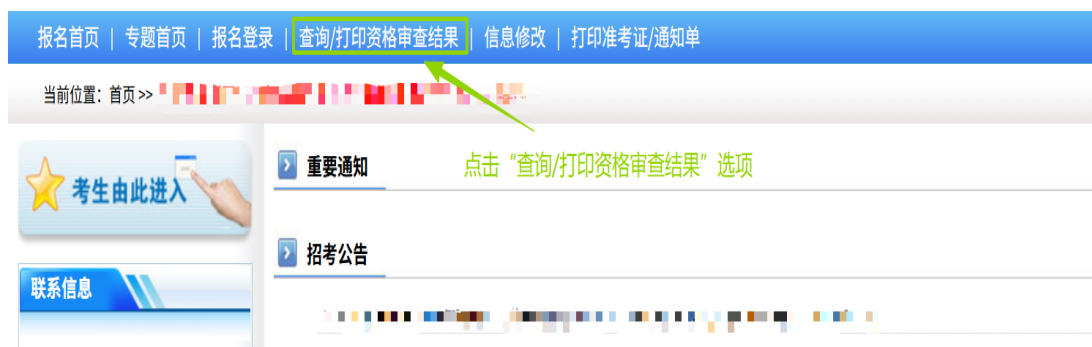 报名首页 | 专题首页 | 报名登录 | 查询/打印资格审查结果 | 信息修改 | 打印准考证/通知单
当前位置：首页>>
考生由此进入
重要通知
点击“查询/打印资格审查结果”选项
招考公告
联系信息